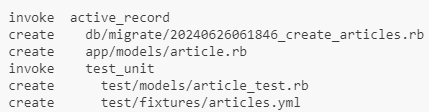 invoke  active_record
create    db/migrate/20240626061846_create_articles.rb
create    app/models/article.rb
invoke    test_unit
create      test/models/article_test.rb
create      test/fixtures/articles.yml